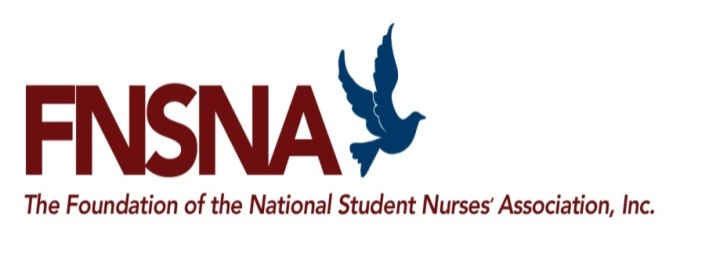 FNSNA
The Foundation of the National Student Nurses' Association, Inc.